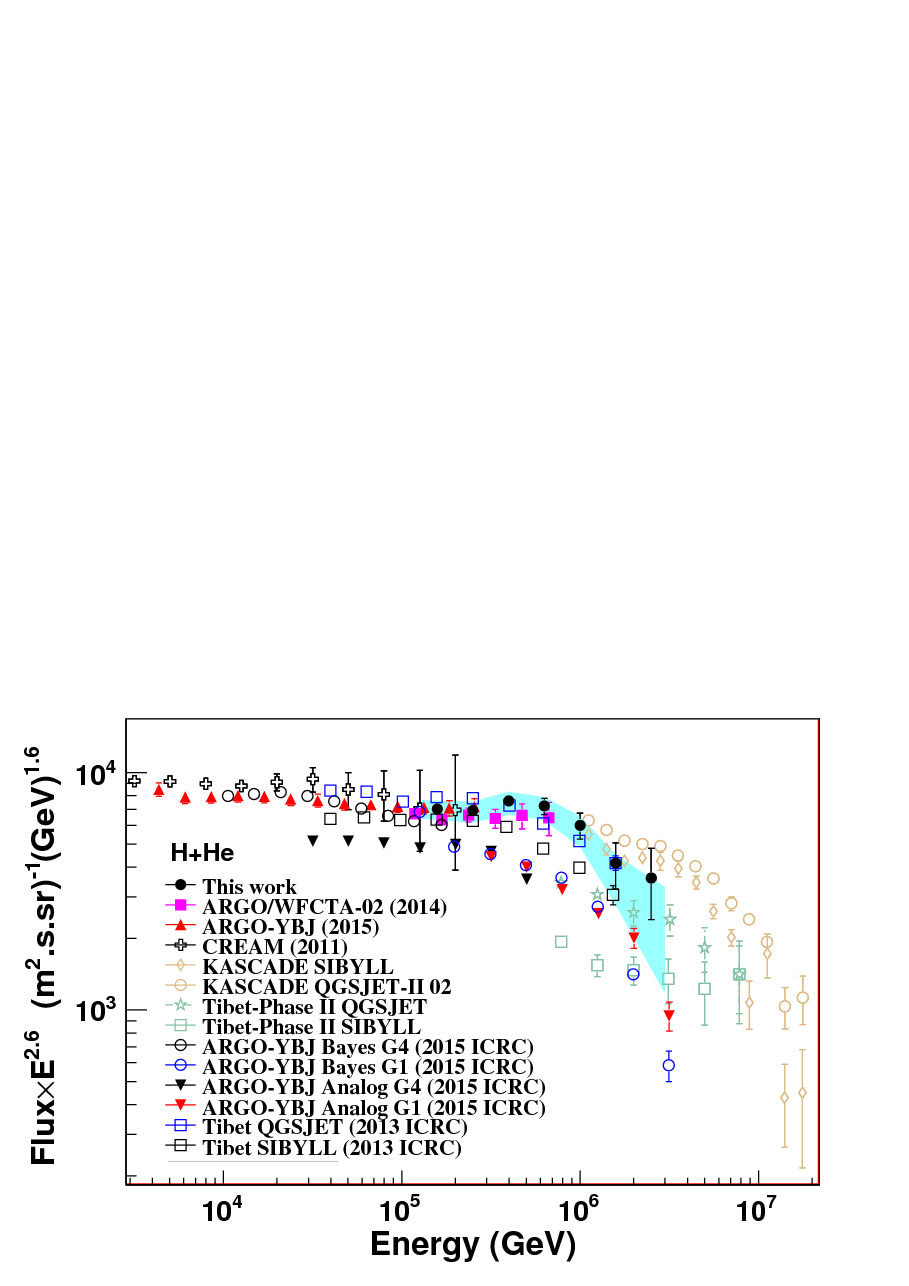 Flux×E^2.6 (m^2.s.sr)^-1(GeV)^1.6
10^4
10^3
H+He
This work
ARGO/WFCTA-02 (2014)
ARGO-YBJ (2015)
CREAM (2011)
KASCADE SIBYLL
KASCADE QGSJET-II 02
Tibet-Phase II QGSJET
Tibet-Phase II SIBYLL
ARGO-YBJ Bayes G4 (2015 ICRC)
ARGO-YBJ Bayes G1 (2015 ICRC)
ARGO-YBJ Analog G4 (2015 ICRC)
ARGO-YBJ Analog G1 (2015 ICRC)
Tibet QGSJET (2013 ICRC)
Tibet SIBYLL (2013 ICRC)
10^4 10^5 10^6 10^7
Energy (GeV)